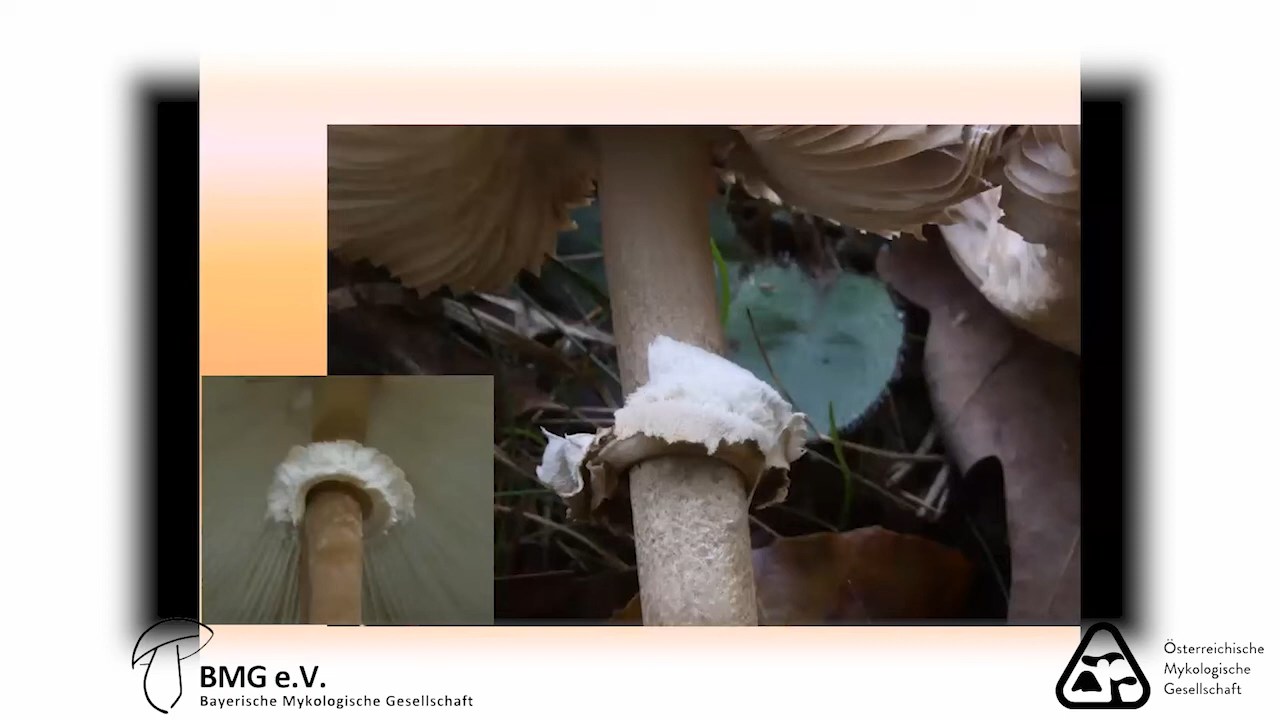 BMG e.V.
Bayerische Mykologische Gesellschaft
Österreichische
Mykologische
Gesellschaft